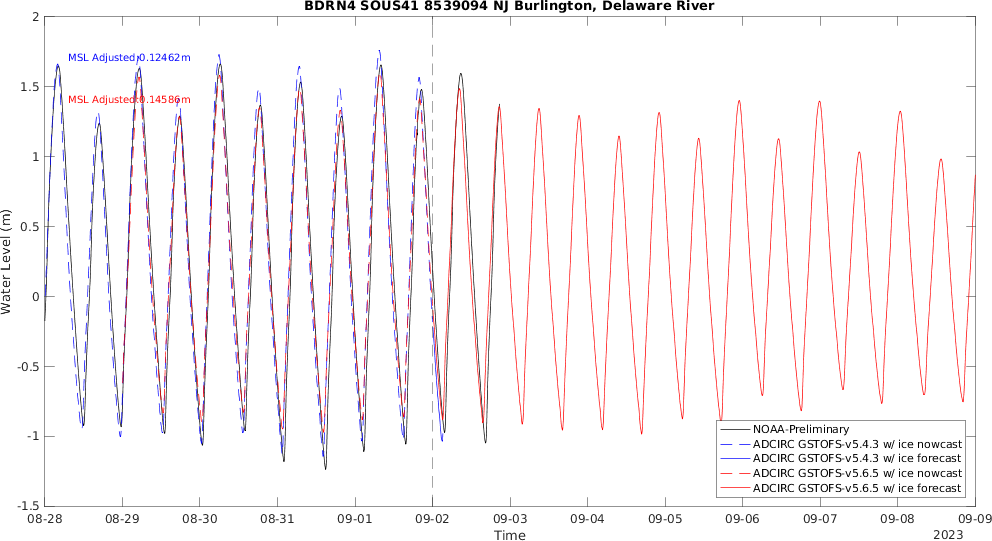 BDRN4 SOUS41 8539094 NJ Burlington, Delaware River
2
1.5
1
0.5
0
-0.5
-1
-1.5
Water Level (m)
MSL Adjusted:0.12462m
MSL Adjusted:0.14586m
NOAA-Preliminary
ADCIRC GSTOFS-v5.4.3 w/ ice nowcast
ADCIRC GSTOFS-v5.4.3 w/ ice forecast
ADCIRC GSTOFS-v5.6.5 w/ ice nowcast
ADCIRC GSTOFS-v5.6.5 w/ ice forecast
08-28 08-29 08-30 08-31 09-01 09-02 09-03 09-04 09-05 09-06 09-07 09-08 09-09
Time
2023